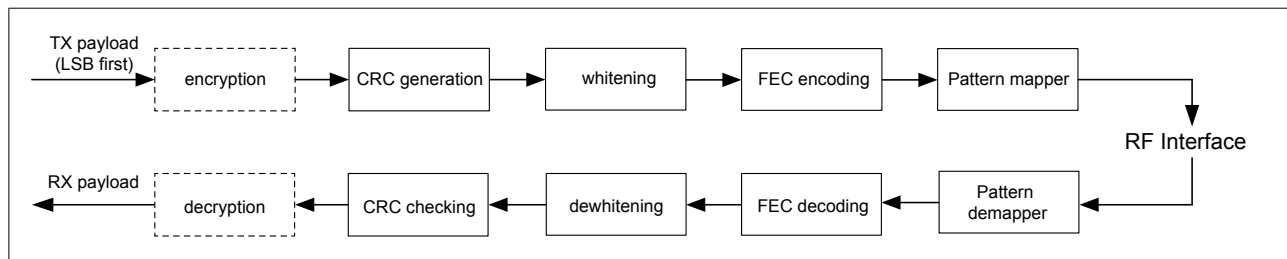 TX payload
(LSB first)
encryption
CRC generation
whitening
FEC encoding
Pattern mapper
RF Interface
RX payload
decryption
CRC checking
dewhitening
FEC decoding
Pattern
demapper